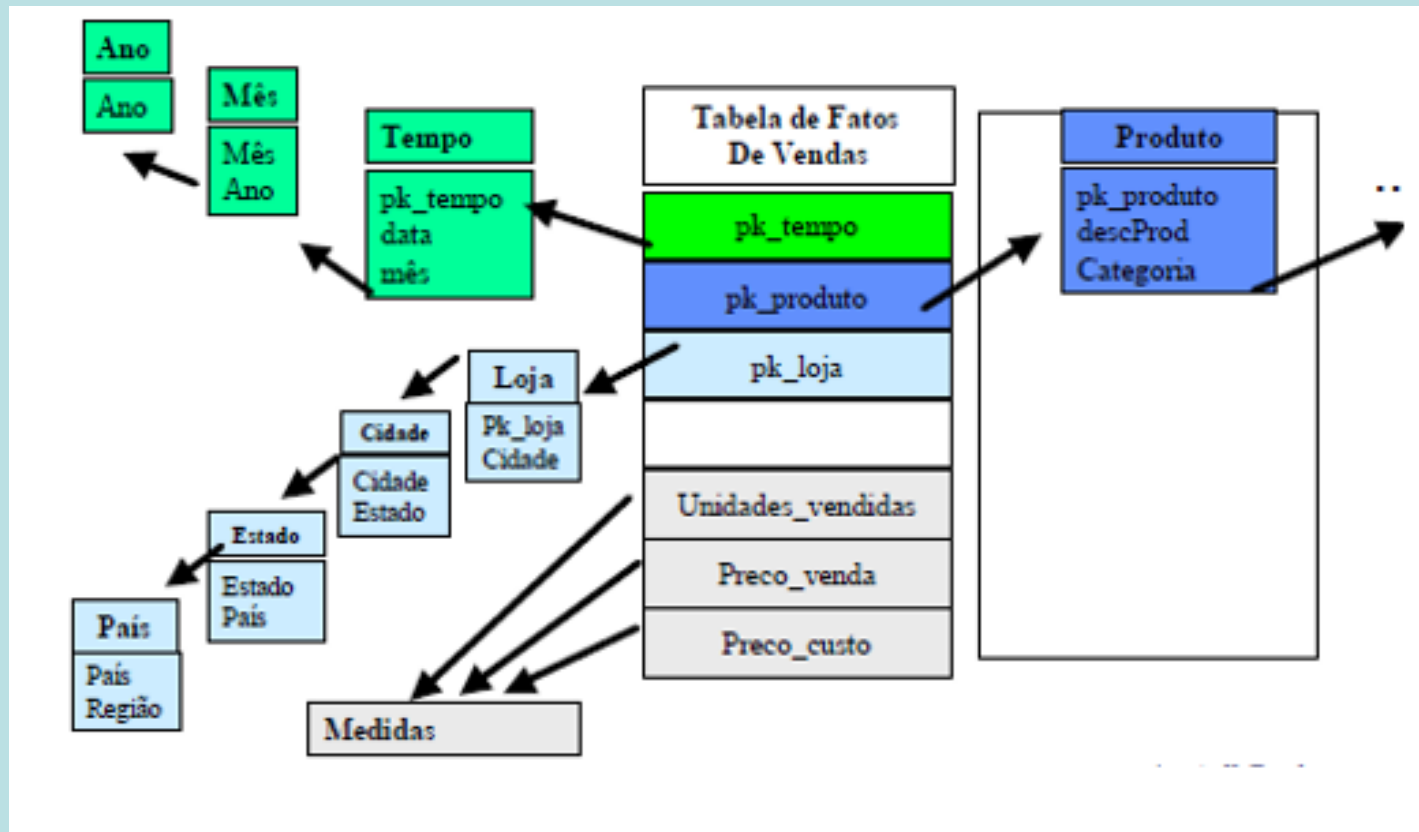 Ano
Ano
Mês
Mês
Ano
Tempo
pk_tempo
data
mês
Tabela de Fatos
De Vendas
pk_tempo
pk_produto
pk_loja
Unidades_vendidas
Preco_venda
Preco_custo
Produto
pk_produto
descProd
Categoria
..
Loja
Pk_loja
Cidade
Cidade
Cidade
Estado
Estado
Estado
País
País
País
Região
Medidas